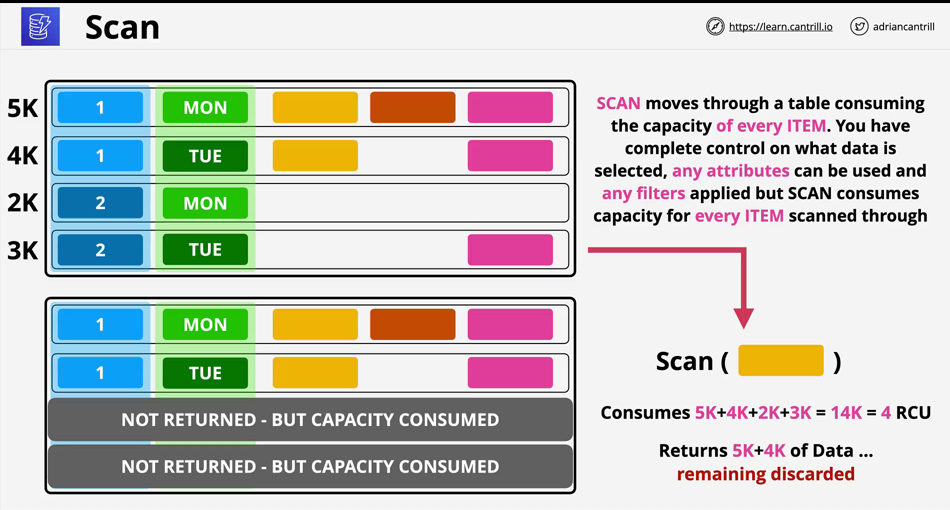 Scan
https://learn.cantrill.io
adriancantrill
5K 1 MON
4K 1 TUE
2K 2 MON
3K 2 TUE
SCAN moves through a table consuming
the capacity of every ITEM. You have
complete control on what data is
selected, any attributes can be used and
any filters applied but SCAN consumes
capacity for every ITEM scanned through
1 MON
1 TUE
NOT RETURNED - BUT CAPACITY CONSUMED
NOT RETURNED - BUT CAPACITY CONSUMED
Scan ( )
Consumes 5K+4K+2K+3K = 14K = 4 RCU
Returns 5K+4K of Data ...
remaining discarded